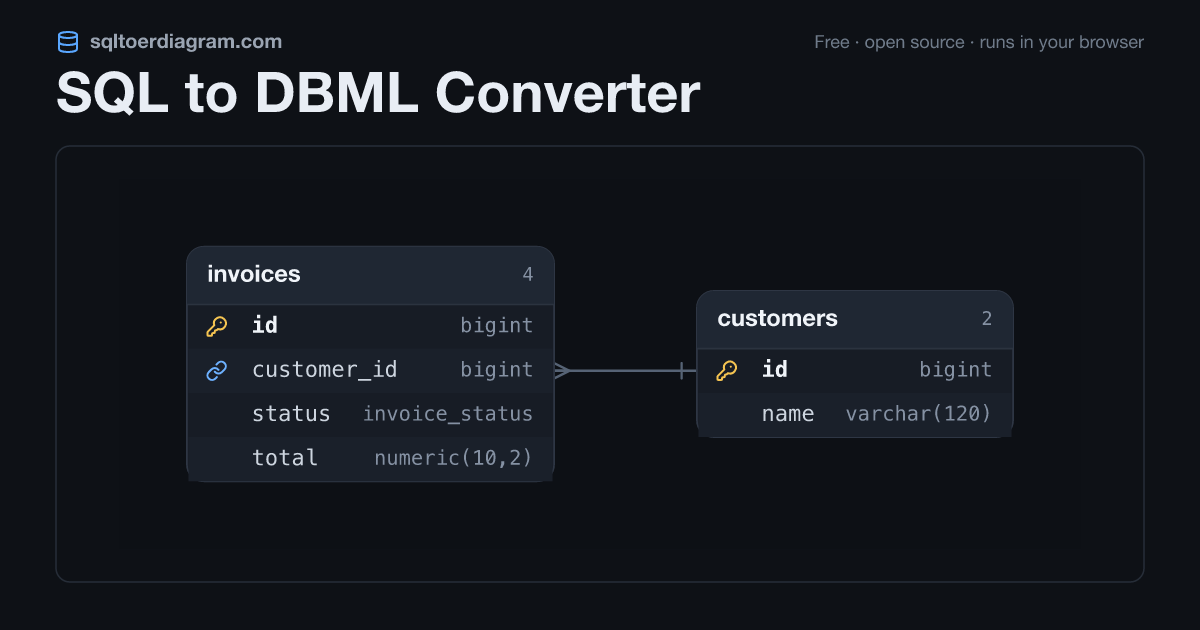 sqltoerdiagram.com
Free · open source · runs in your browser
SQL to DBML Converter
invoices 4
id bigint
customer_id bigint
status invoice_status
total numeric(10,2)
customers 2
id bigint
name varchar(120)